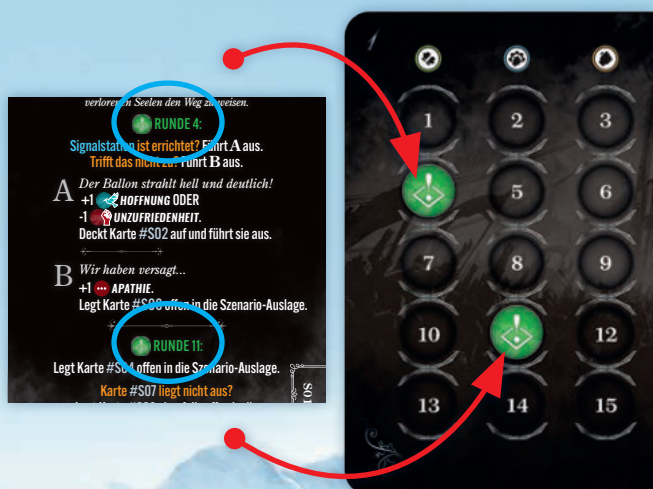 verlorenen Seelen den Weg zu weisen.
RUNDE 4:
Signalstation ist errichtet? Führt A aus.
Trifft das nicht zu? Führt B aus.
A Der Ballon strahlt hell und deutlich!
+1 HOFFNUNG ODER
-1 UNZUFRIEDENHEIT.
Deckt Karte #S02 auf und führt sie aus.
B Wir haben versagt...
+1 APATHIE.
Legt Karte offen in die Szenario-Auslage.
RUNDE 11:
Legt Karte #S04 offen in die Szenario-Auslage.
Karte #S07 liegt nicht aus?
S01
1
1 2 3
5 6
7 8 9
10 12
13 14 15